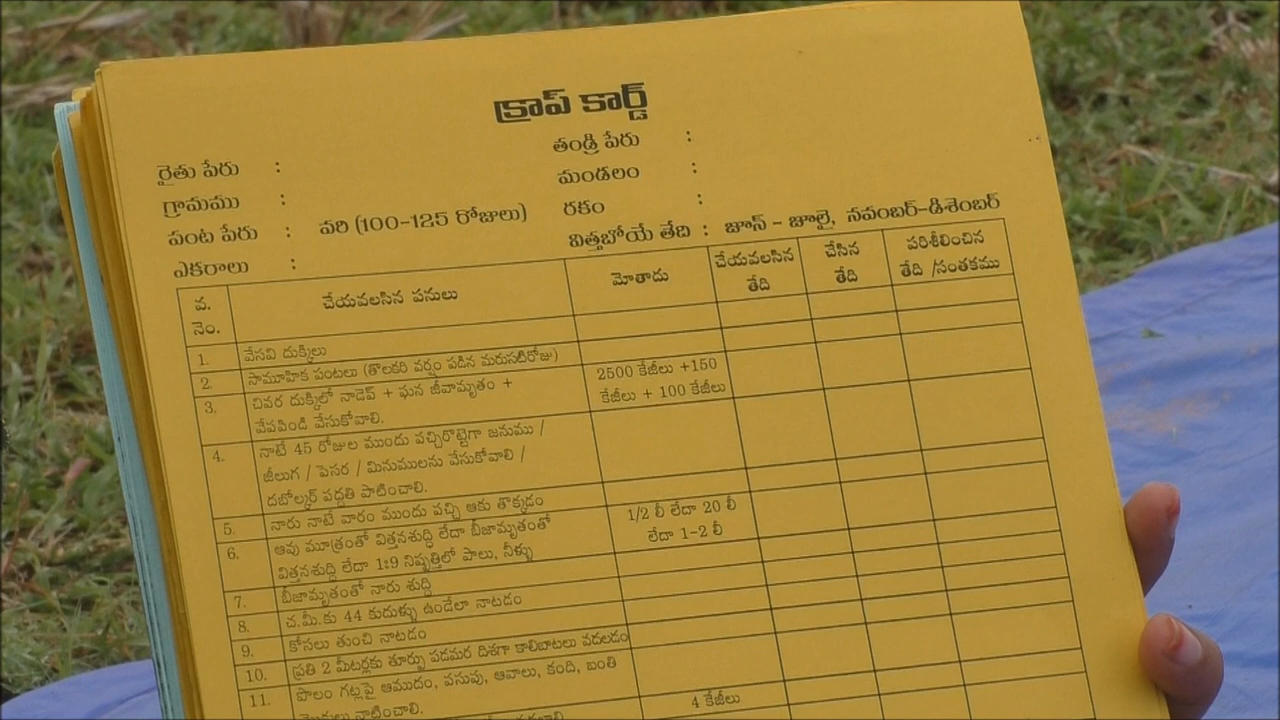 క్రాప్ కార్డ్
రైతు పేరు :
తండ్రి పేరు :
గ్రామము :
మండలం :
పంట పేరు : వరి (100-125 రోజులు)
రకం :
ఎకరాలు :
విత్తబోయే తేది : జూన్ - జూలై, నవంబర్-డిశెంబర్
వ. నెం.
చేయవలసిన పనులు
మోతాదు
చేయవలసిన తేది
చేసిన తేది
పరిశీలించిన తేది /సంతకము
1. వేసవి దుక్కిలు
2. సామూహిక పంటలు (తొలకరి వర్షం పడిన మరుసటిరోజు)
3. చివర దుక్కిలో నాడెప్ + ఘన జీవామృతం +
వేపపిండి వేసుకోవాలి.
2500 కేజీలు +150
కేజీలు + 100 కేజీలు
4. నాటే 45 రోజుల ముందు పచ్చిరొట్టెగా జనుము /
జీలుగ / పెసర / మినుములను వేసుకోవాలి /
దబోల్కర్ పద్దతి పాటించాలి.
5. నారు నాటే వారం ముందు పచ్చి ఆకు తొక్కడం
6. ఆవు మూత్రంతో విత్తనశుద్ధి లేదా బీజామృతంతో
విత్తనశుద్ది లేదా 1:9 నిష్పత్తిలో పాలు, నీళ్ళు
1/2 లీ లేదా 20 లీ
లేదా 1-2 లీ
7. బీజామృతంతో నారు శుద్ది
8. చ.మీ.కు 44 కుదుళ్ళు ఉండేలా నాటడం
9. కోసలు తుంచి నాటడం
10. ప్రతి 2 మీటర్లకు తూర్పు పడమర దిశగా కాలిబాటలు వదలడం
11. పొలం గట్లపై ఆముదం, పసుపు, ఆవాలు, కంది, బంతి
మొక్కలు నాటించాలి.
4 కేజీలు